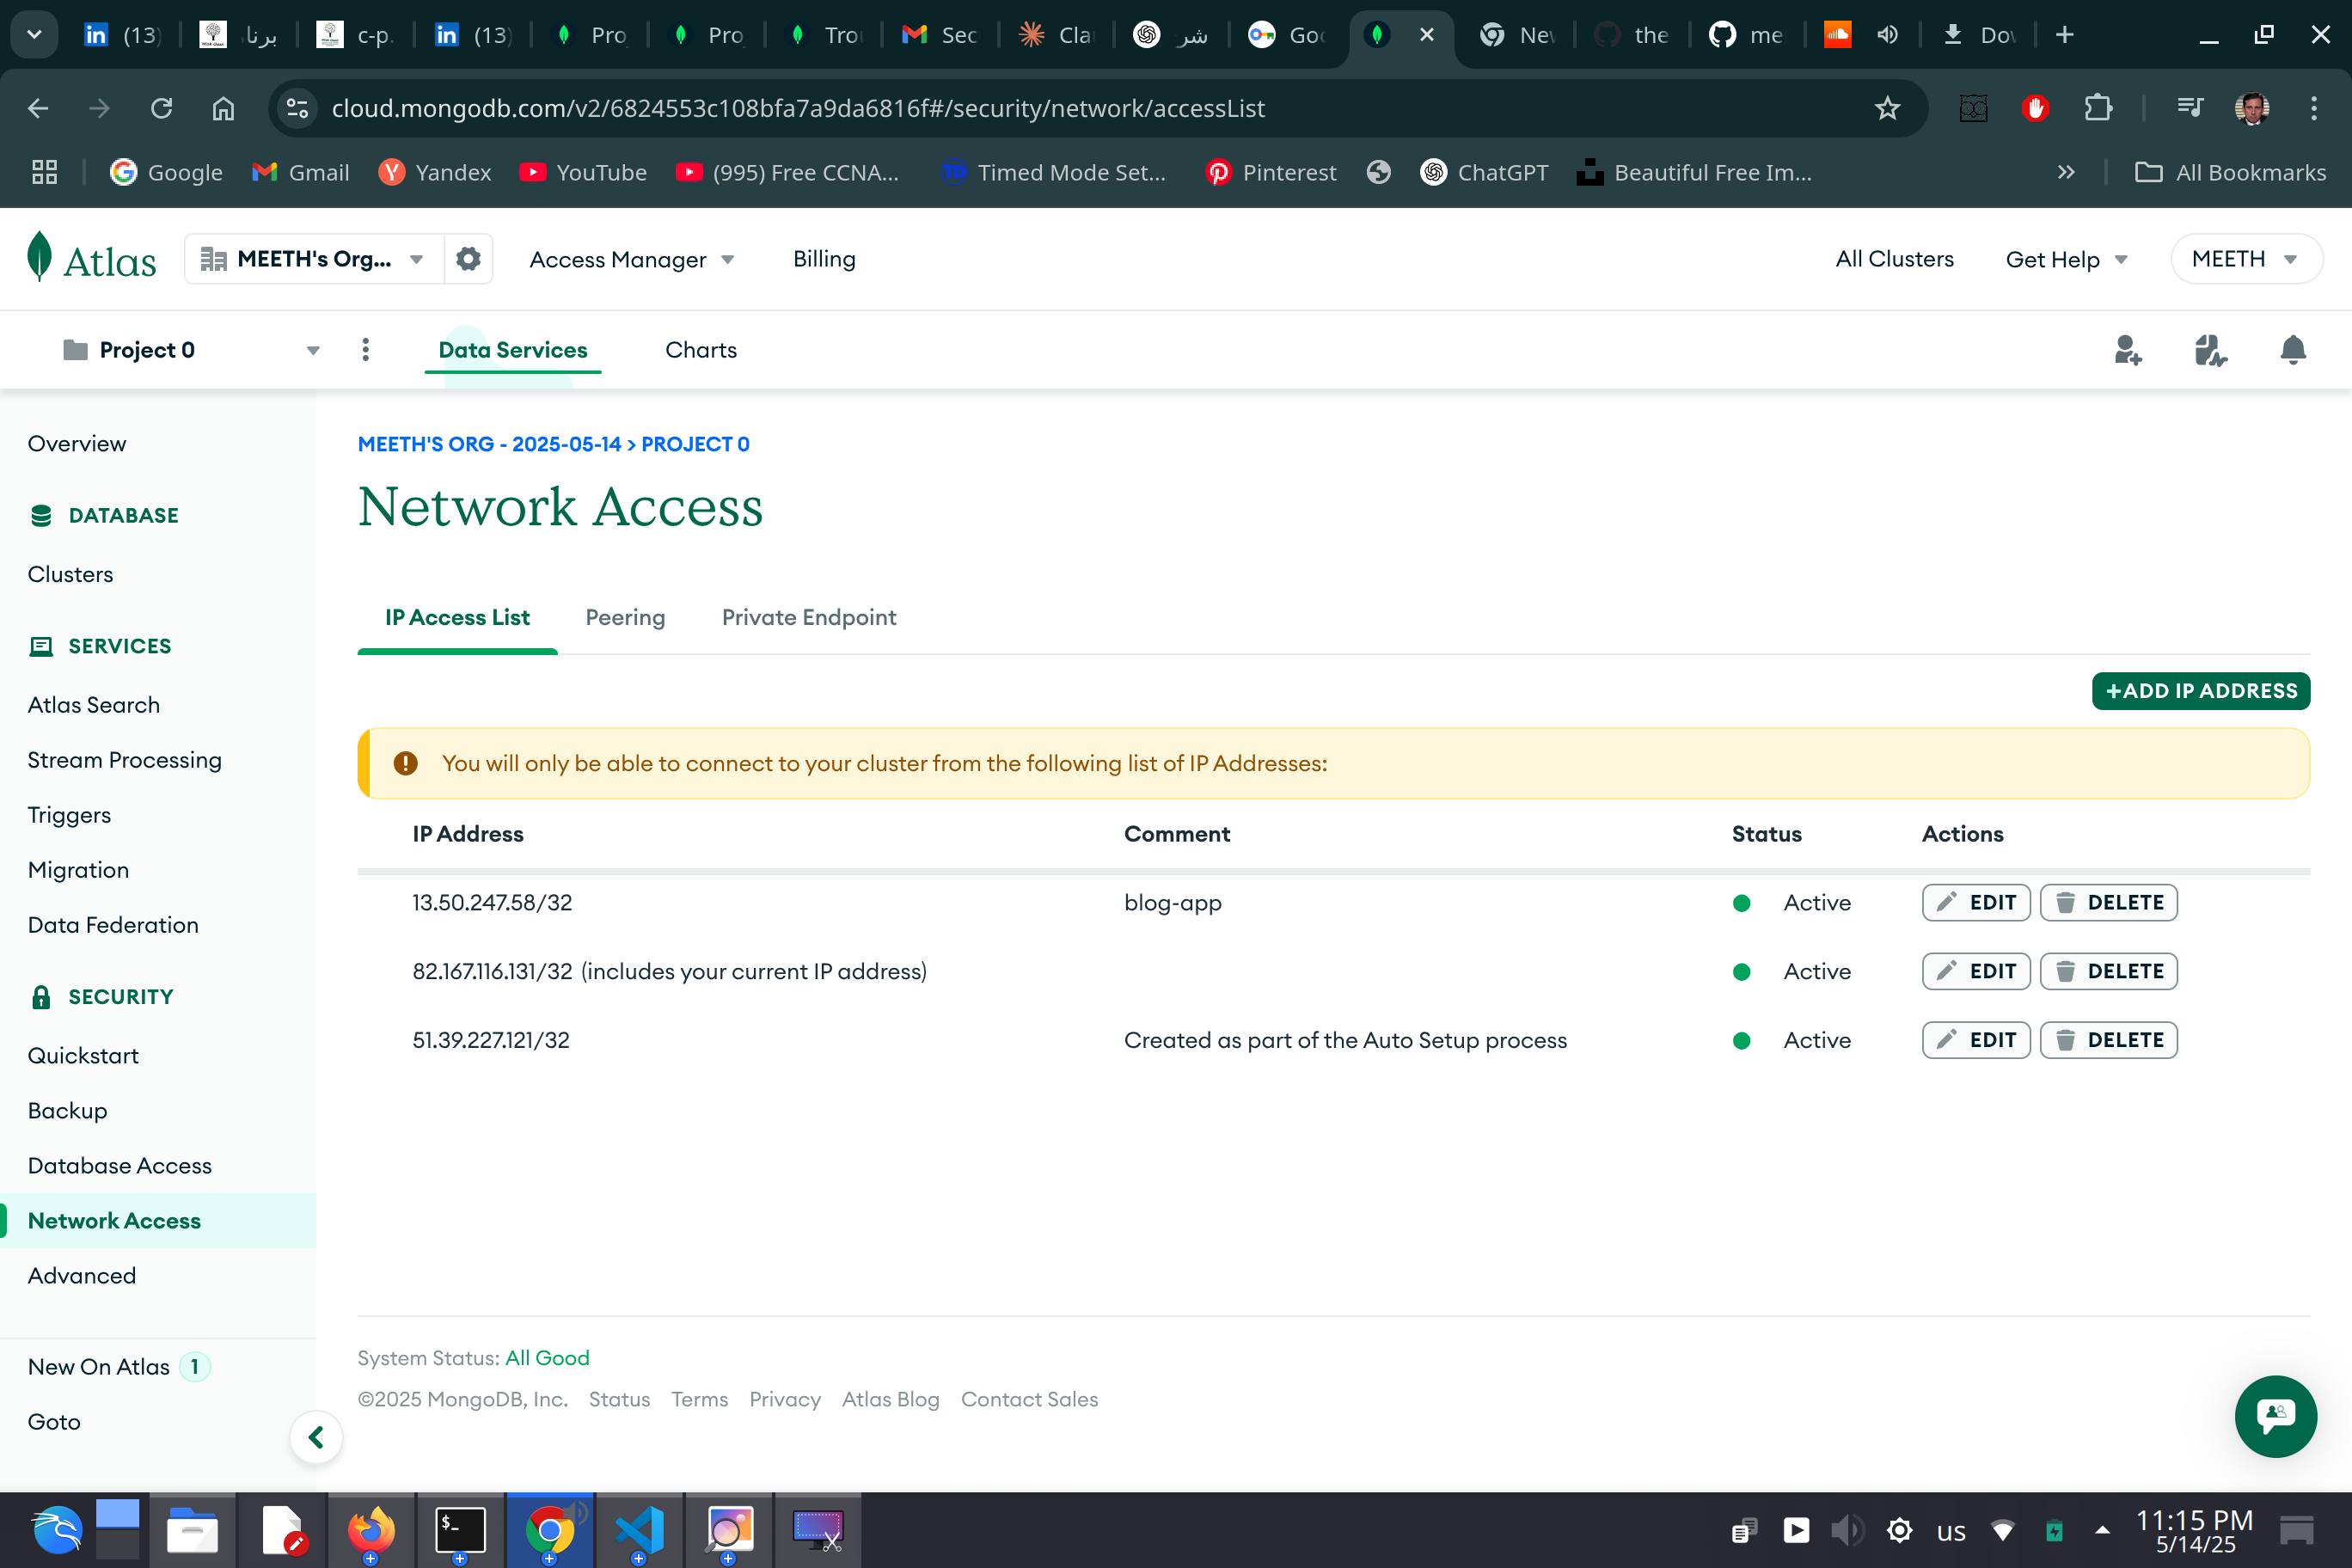 (13)
برنا
c-p.
(13)
Pro
Pro
Trou
Sec
Cla
شر
Goo
New
the
me
Dow
cloud.mongodb.com/v2/6824553c108bfa7a9da6816f#/security/network/accessList
Google
Gmail
Yandex
YouTube
(995) Free CCNA...
Timed Mode Set...
Pinterest
ChatGPT
Beautiful Free Im...
All Bookmarks
Atlas
MEETH's Org...
Access Manager
Billing
All Clusters
Get Help
MEETH
Project 0
Data Services
Charts
Overview
DATABASE
Clusters
SERVICES
Atlas Search
Stream Processing
Triggers
Migration
Data Federation
SECURITY
Quickstart
Backup
Database Access
Network Access
Advanced
New On Atlas 1
Goto
MEETH'S ORG - 2025-05-14 > PROJECT 0
Network Access
IP Access List
Peering
Private Endpoint
+ADD IP ADDRESS
You will only be able to connect to your cluster from the following list of IP Addresses:
IP Address Comment Status Actions
13.50.247.58/32 blog-app Active EDIT DELETE
82.167.116.131/32 (includes your current IP address) Active EDIT DELETE
51.39.227.121/32 Created as part of the Auto Setup process Active EDIT DELETE
System Status: All Good
©2025 MongoDB, Inc. Status Terms Privacy Atlas Blog Contact Sales
$_
us
11:15 PM
5/14/25